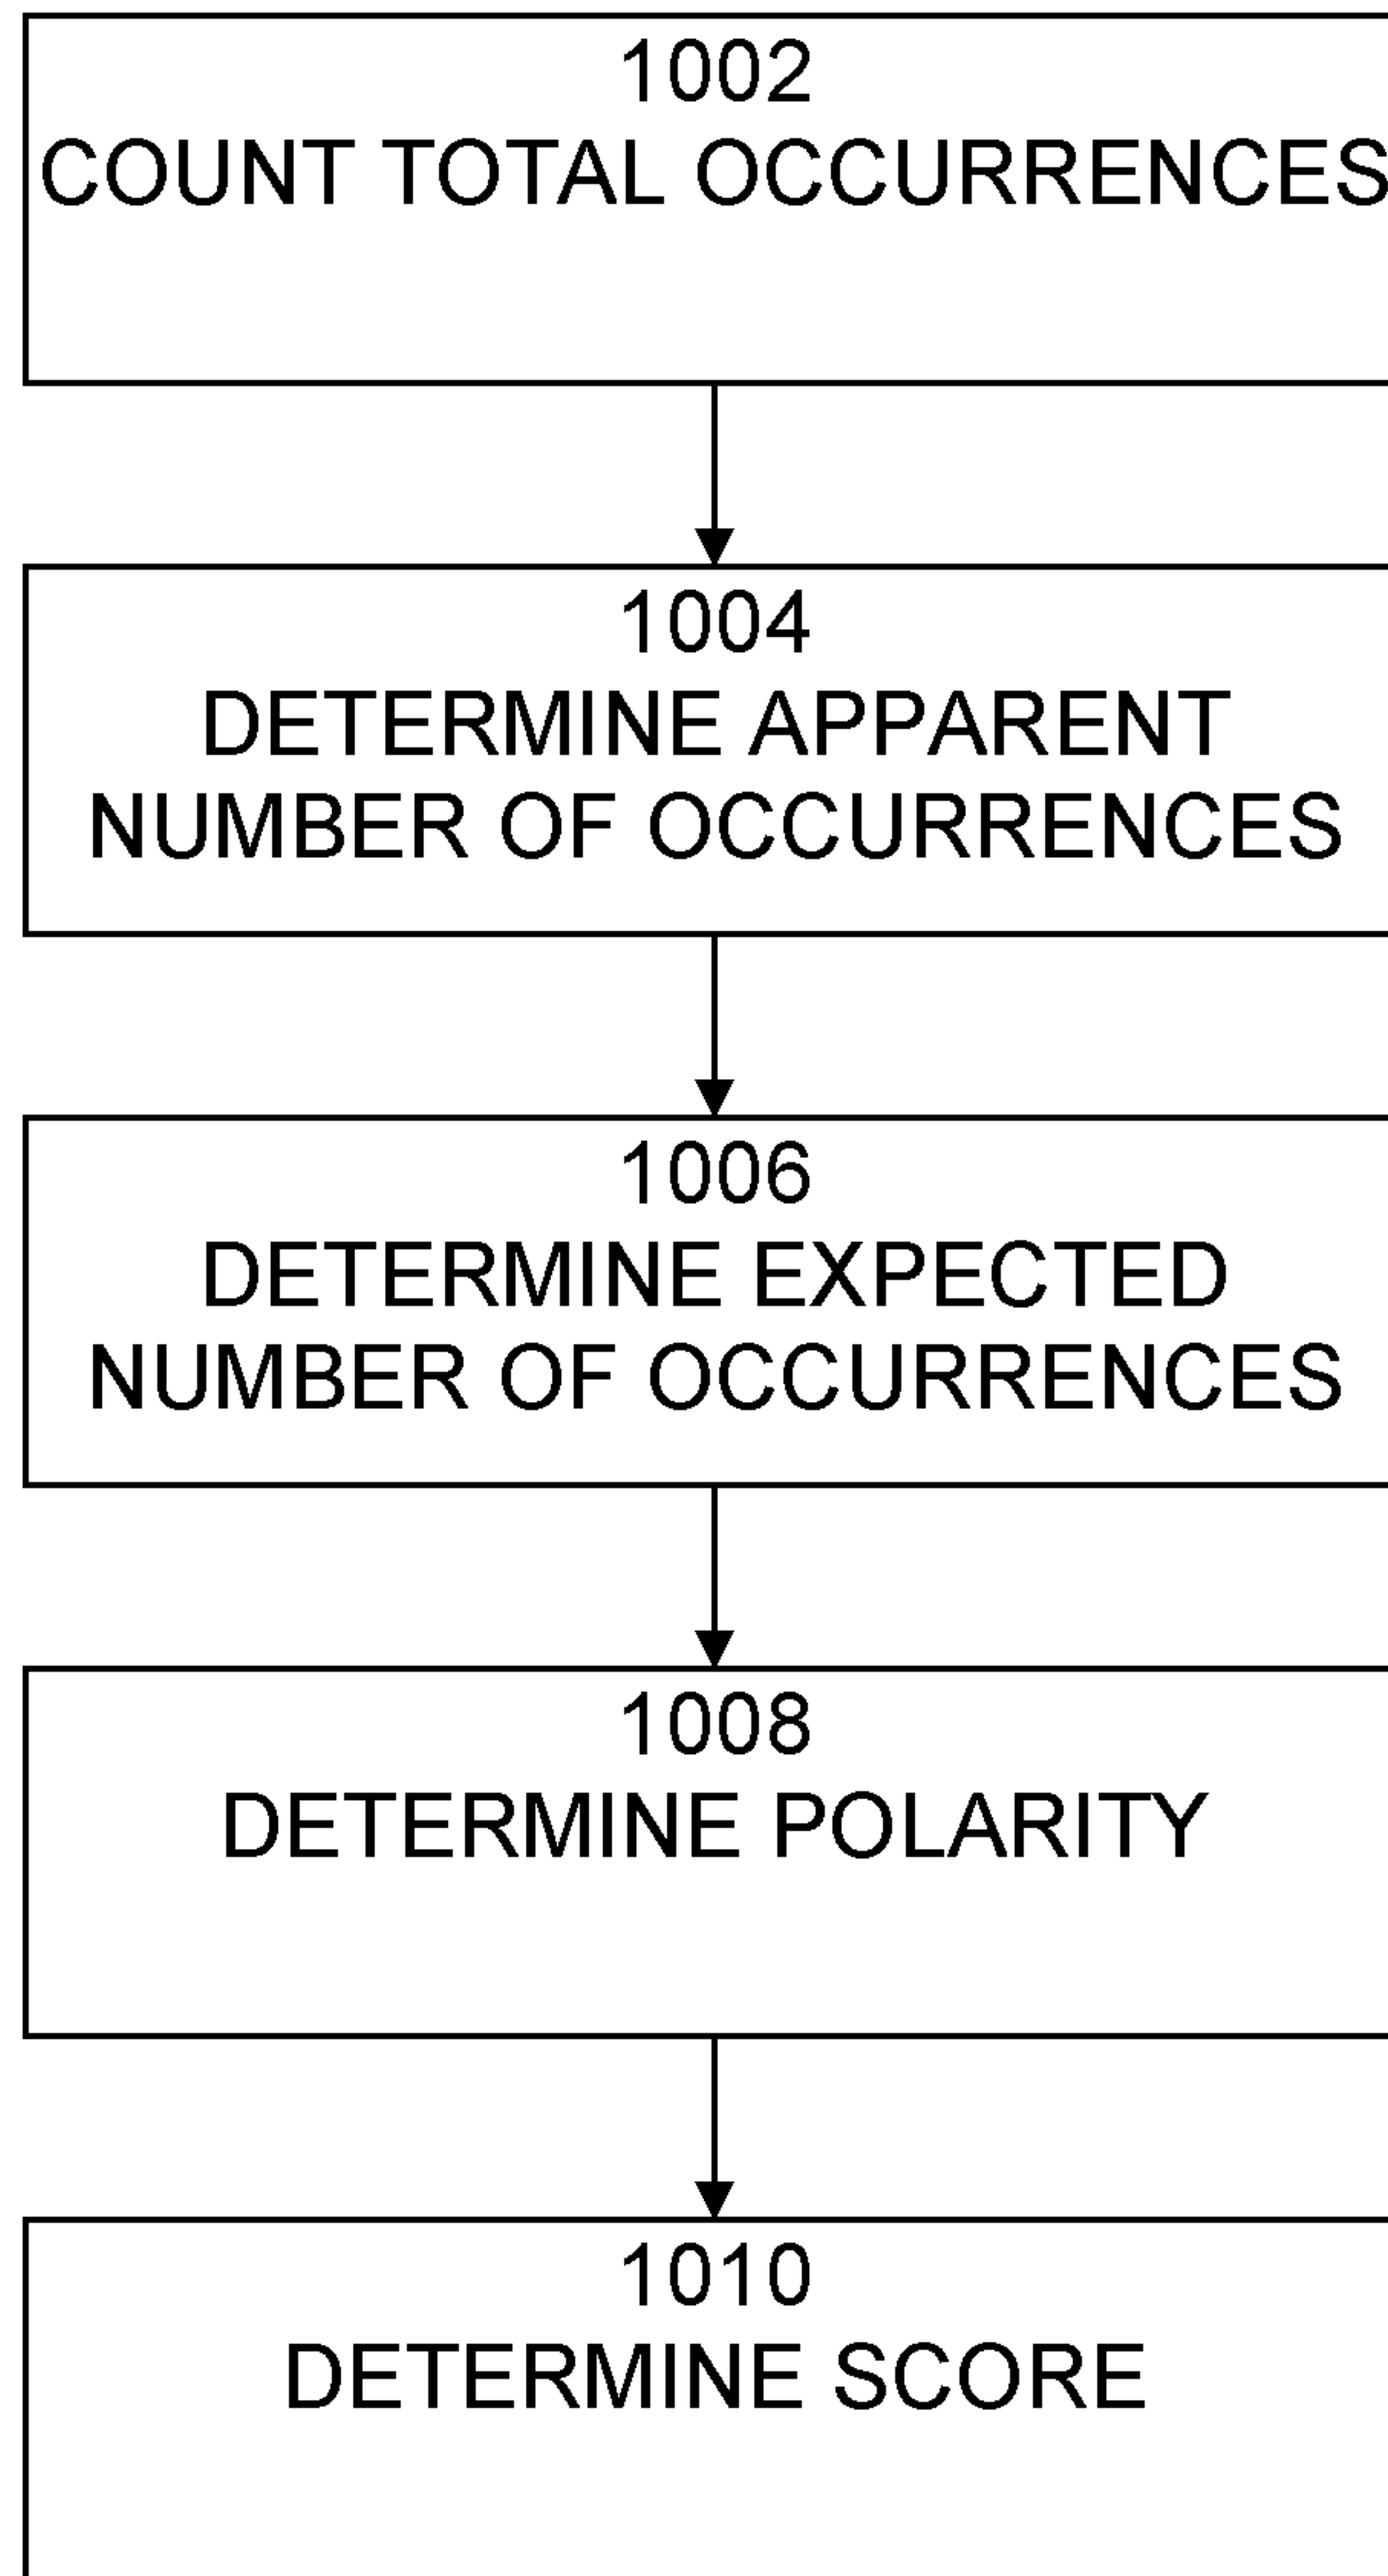 1002
COUNT TOTAL OCCURRENCES
1004
DETERMINE APPARENT
NUMBER OF OCCURRENCES
1006
DETERMINE EXPECTED
NUMBER OF OCCURRENCES
1008
DETERMINE POLARITY
1010
DETERMINE SCORE